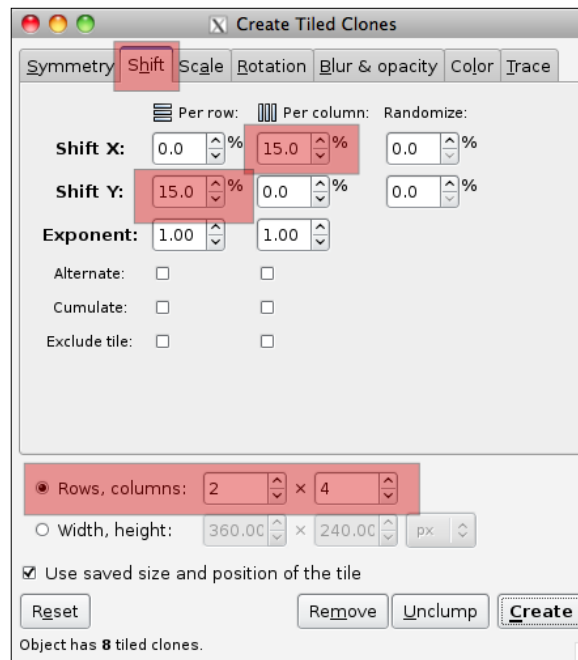 Create Tiled Clones
Symmetry Shift Scale Rotation Blur & opacity Color Trace
Per row: Per column: Randomize:
Shift X: 0.0 % 15.0 % 0.0 %
Shift Y: 15.0 % 0.0 % 0.0 %
Exponent: 1.00 1.00
Alternate:
Cumulate:
Exclude tile:
Rows, columns: 2 × 4
Width, height: 360.00 × 240.00 px
Use saved size and position of the tile
Reset Remove Unclump Create
Object has 8 tiled clones.